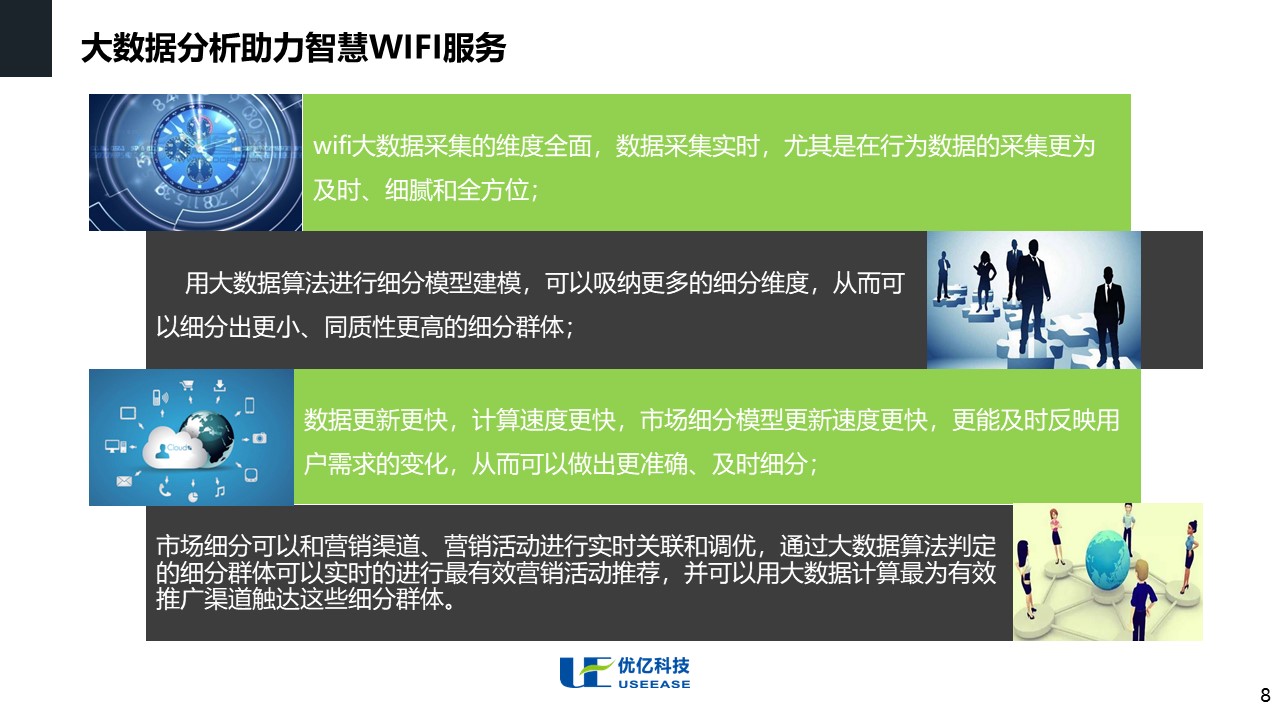 大数据分析助力智慧WIFI服务
wifi大数据采集的维度全面，数据采集实时，尤其是在行为数据的采集更为
及时、细腻和全方位；
用大数据算法进行细分模型建模，可以吸纳更多的细分维度，从而可
以细分出更小、同质性更高的细分群体；
Cloud
数据更新更快，计算速度更快，市场细分模型更新速度更快，更能及时反映用
户需求的变化，从而可以做出更准确、及时细分；
市场细分可以和营销渠道、营销活动进行实时关联和调优，通过大数据算法判定
的细分群体可以实时的进行最有效营销活动推荐，并可以用大数据计算最为有效
推广渠道触达这些细分群体。
UE 优亿科技
USEEASE
8